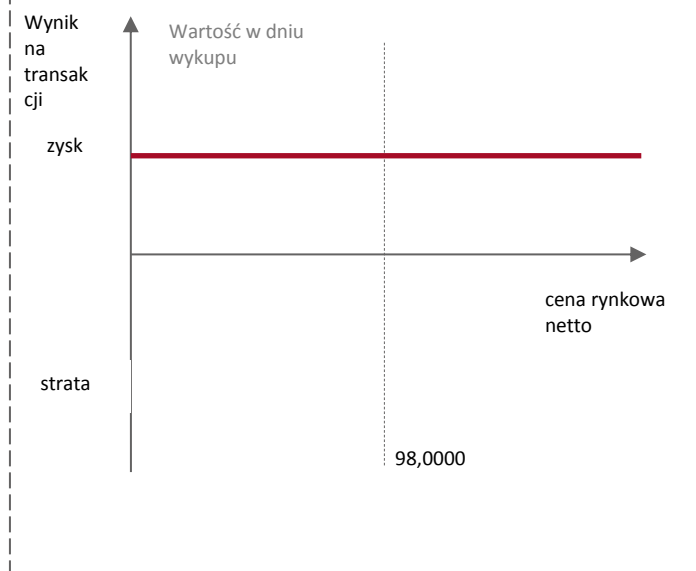 Wynik
na
transak
cji
Wartość w dniu
wykupu
zysk
cena rynkowa
netto
strata
98,0000